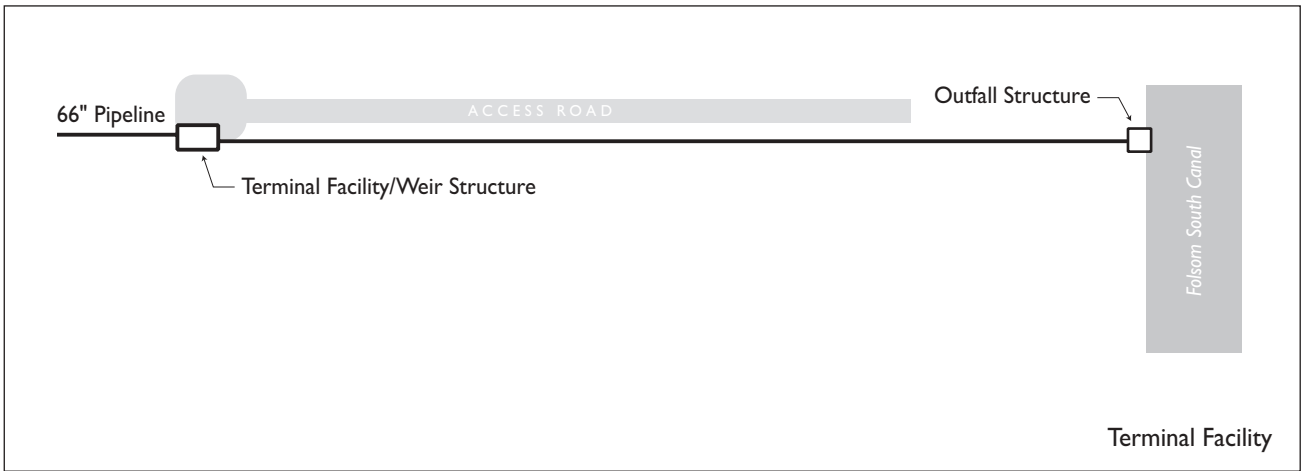 66" Pipeline
ACCESS ROAD
Outfall Structure
Terminal Facility/Weir Structure
Folsom South Canal
Terminal Facility